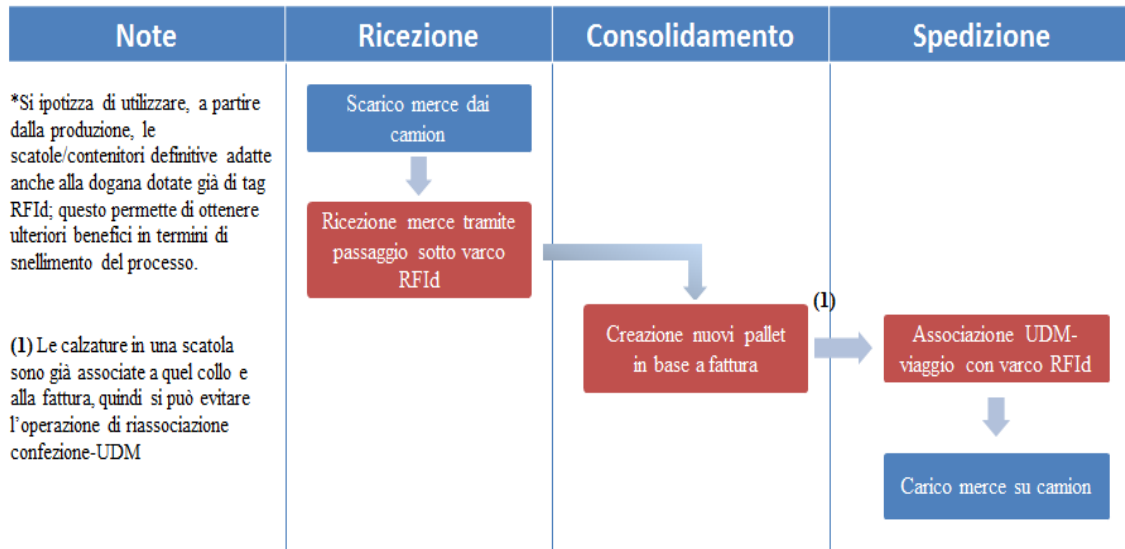 Note
Ricezione
Consolidamento
Spedizione
*Si ipotizza di utilizzare, a partire
dalla produzione, le
scatole/contenitori definitive adatte
anche alla dogana dotate già di tag
RFId; questo permette di ottenere
ulteriori benefici in termini di
snellimento del processo.
(1) Le calzature in una scatola
sono già associate a quel collo e
alla fattura, quindi si può evitare
l'operazione di riassociazione
confezione-UDM
Scarico merce dai
camion
Ricezione merce tramite
passaggio sotto varco
RFId
Creazione nuovi pallet
in base a fattura
(1)
Associazione UDM-
viaggio con varco RFId
Carico merce su camion